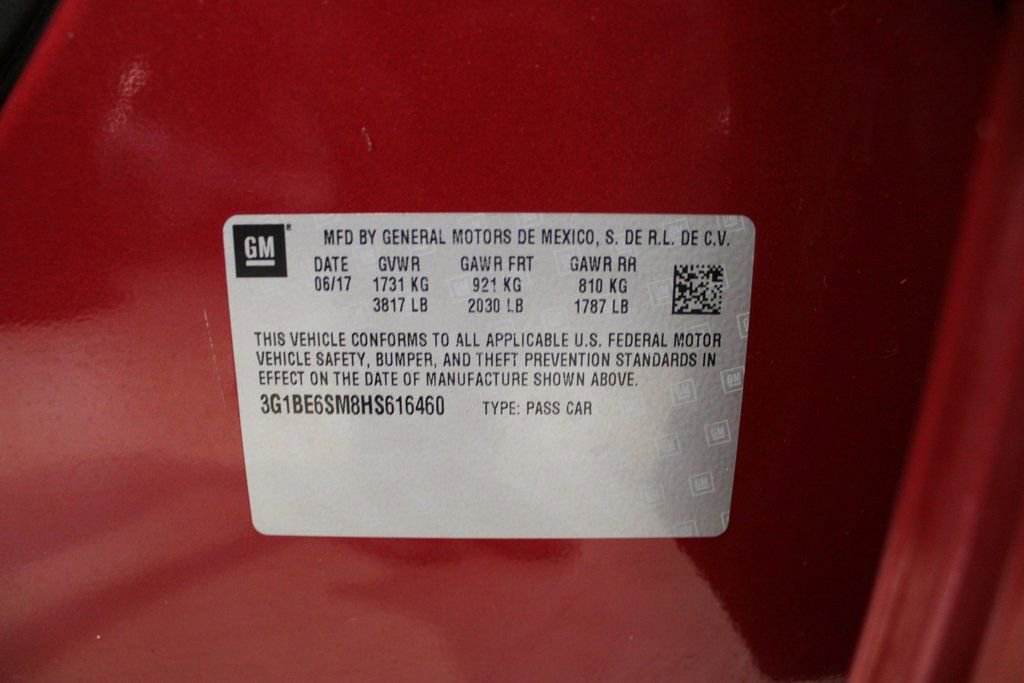 GM®
MFD BY GENERAL MOTORS DE MEXICO, S. DE R.L. DE C.V.
DATE GVWR GAWR FRT GAWR RR
06/17 1731 KG 921 KG 810 KG
3817 LB 2030 LB 1787 LB
THIS VEHICLE CONFORMS TO ALL APPLICABLE U.S. FEDERAL MOTOR
VEHICLE SAFETY, BUMPER, AND THEFT PREVENTION STANDARDS IN
EFFECT ON THE DATE OF MANUFACTURE SHOWN ABOVE.
3G1BE6SM8HS616460 TYPE: PASS CAR